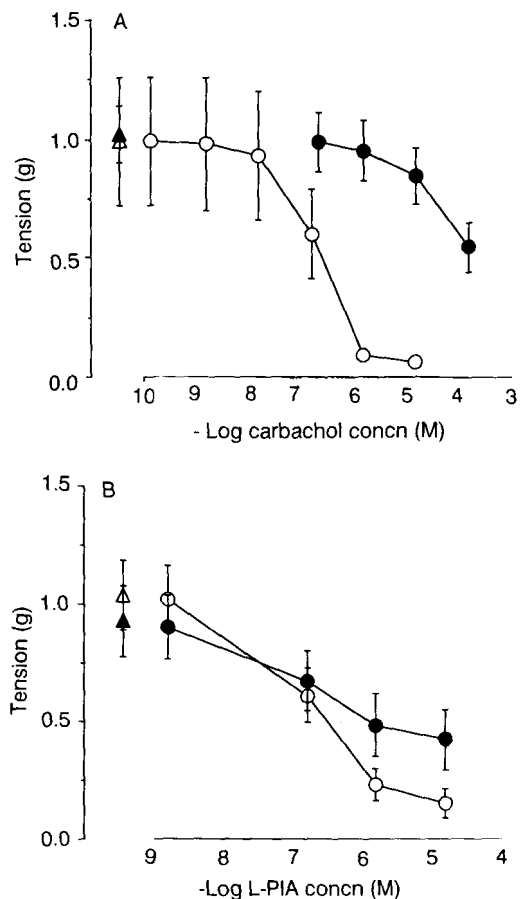 A
1.5
1.0
0.5
0.0
Tension (g)
10 9 8 7 6 5 4 3
- Log carbachol concn (M)
B
1.5
1.0
0.5
0.0
Tension (g)
9 8 7 6 5 4
-Log L-PIA concn (M)